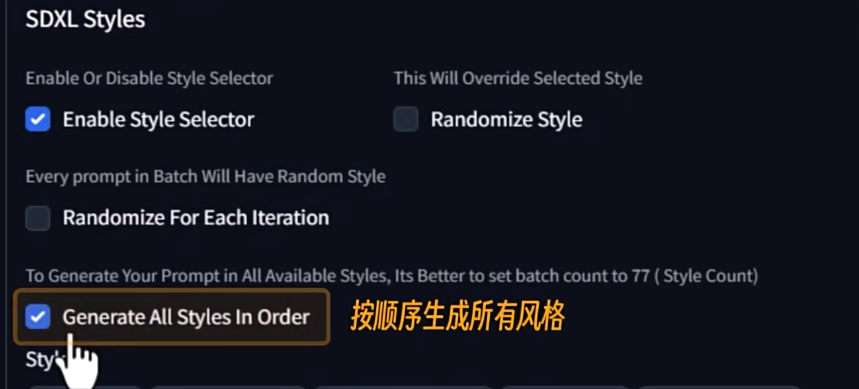 SDXL Styles
Enable Or Disable Style Selector
This Will Override Selected Style
Enable Style Selector
Randomize Style
Every prompt in Batch Will Have Random Style
Randomize For Each Iteration
To Generate Your Prompt in All Available Styles, Its Better to set batch count to 77 ( Style Count)
Generate All Styles In Order
按顺序生成所有风格